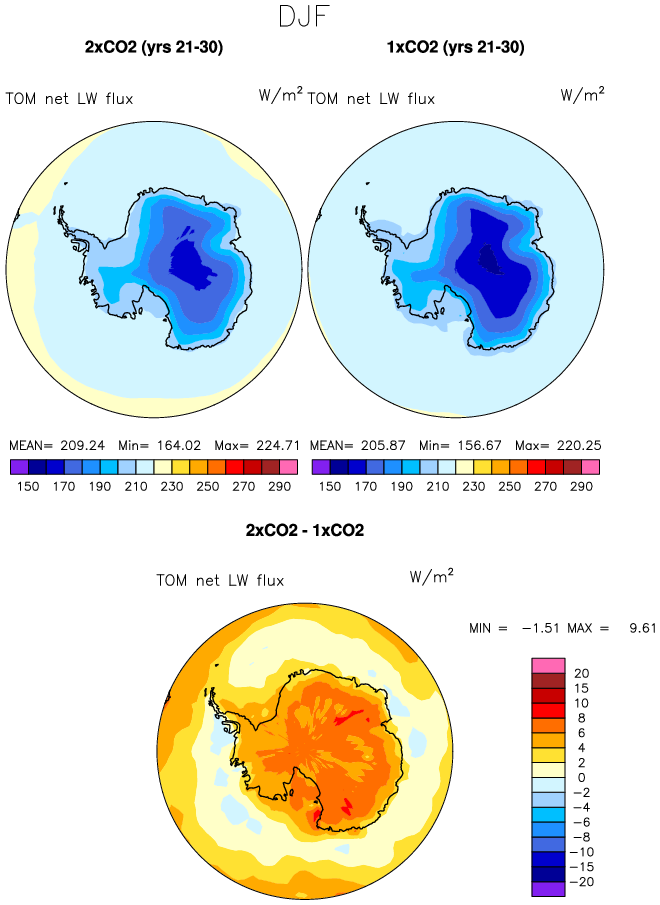 DJF
2xCO2 (yrs 21-30) 1xCO2 (yrs 21-30)
TOM net LW flux W/m² TOM net LW flux W/m²
MEAN= 209.24 Min= 164.02 Max= 224.71 MEAN= 205.87 Min= 156.67 Max= 220.25
150 170 190 210 230 250 270 290 150 170 190 210 230 250 270 290
2xCO2 - 1xCO2
TOM net LW flux W/m²
MIN = −1.51 MAX = 9.61
20
15
10
8
6
4
2
0
−2
−4
−6
−8
−10
−15
−20